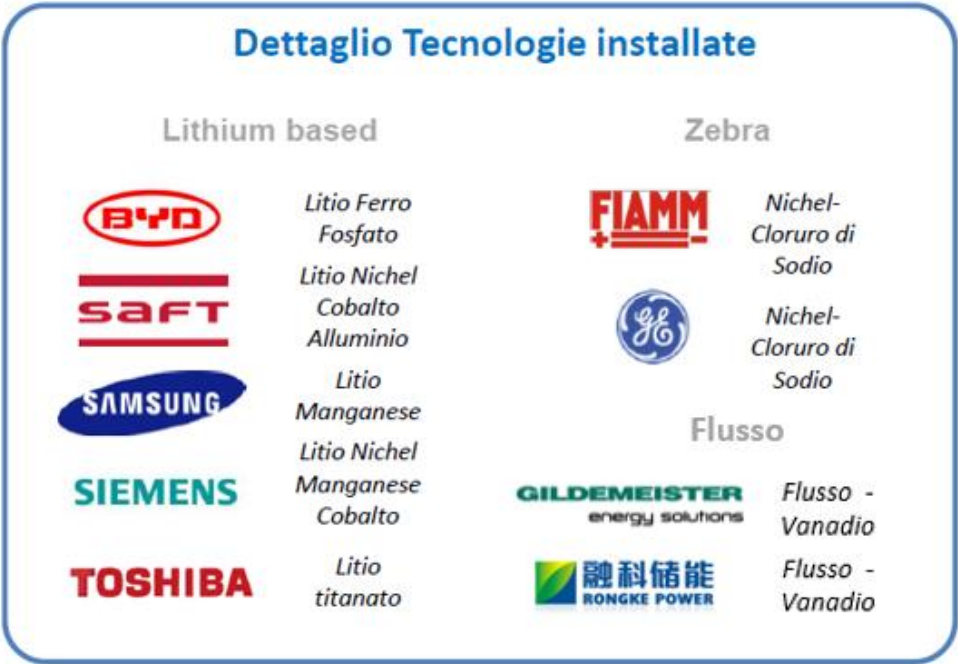 Dettaglio Tecnologie installate
Lithium based
BYD
Litio Ferro
Fosfato
saft
Litio Nichel
Cobalto
Alluminio
SAMSUNG
Litio
Manganese
SIEMENS
Litio Nichel
Manganese
Cobalto
TOSHIBA
Litio
titanato
Zebra
FIAMM
Nichel-
Cloruro di
Sodio
GE
Nichel-
Cloruro di
Sodio
Flusso
GILDEMEISTER
energy solutions
Flusso -
Vanadio
融科储能
RONGKE POWER
Flusso -
Vanadio